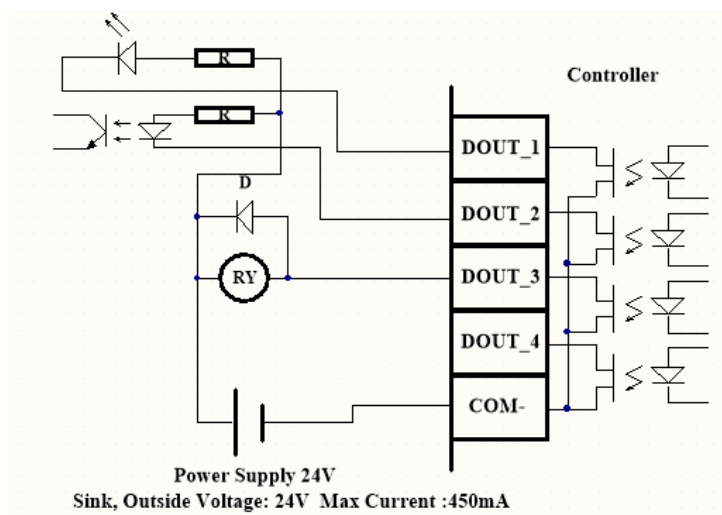 R
Controller
R
DOUT_1
D
DOUT_2
RY
DOUT_3
DOUT_4
COM-
Power Supply 24V
Sink, Outside Voltage: 24V Max Current :450mA